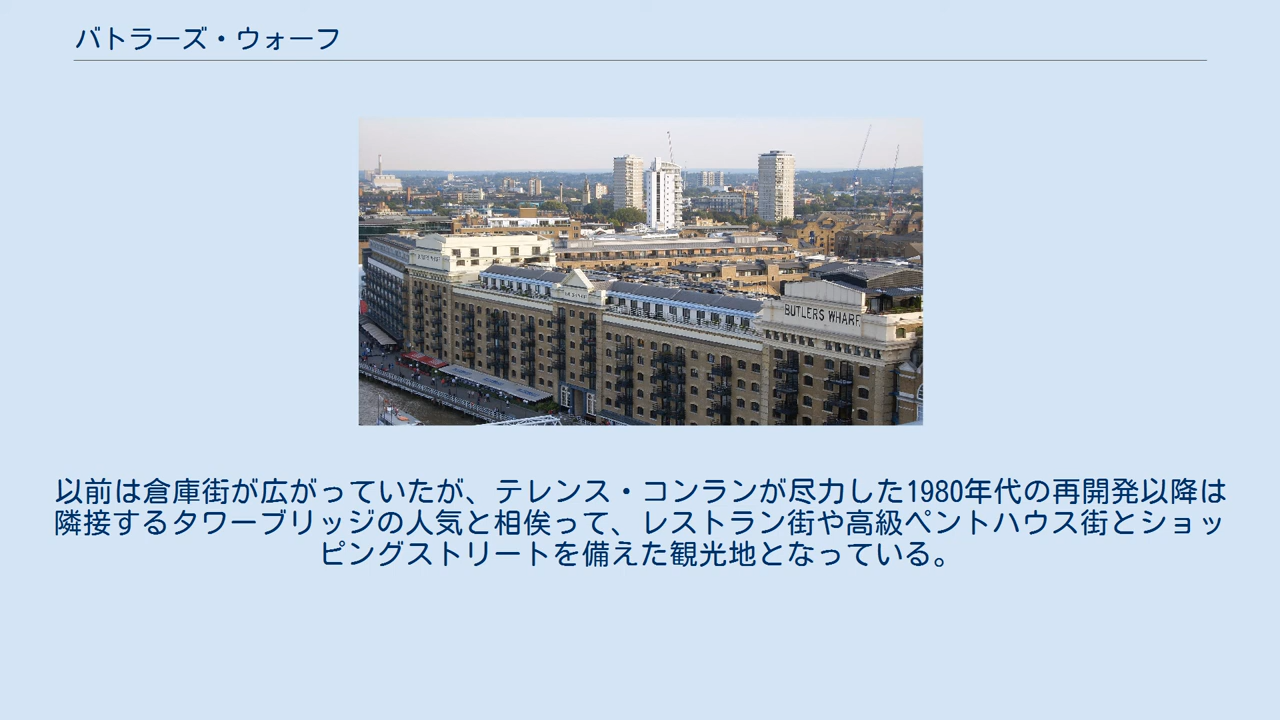 バトラーズ・ウォーフ
BUTLERS WHARF
以前は倉庫街が広がっていたが、テレンス・コンランが尽力した1980年代の再開発以降は
隣接するタワーブリッジの人気と相俟って、レストラン街や高級ペントハウス街とショッ
ピングストリートを備えた観光地となっている。